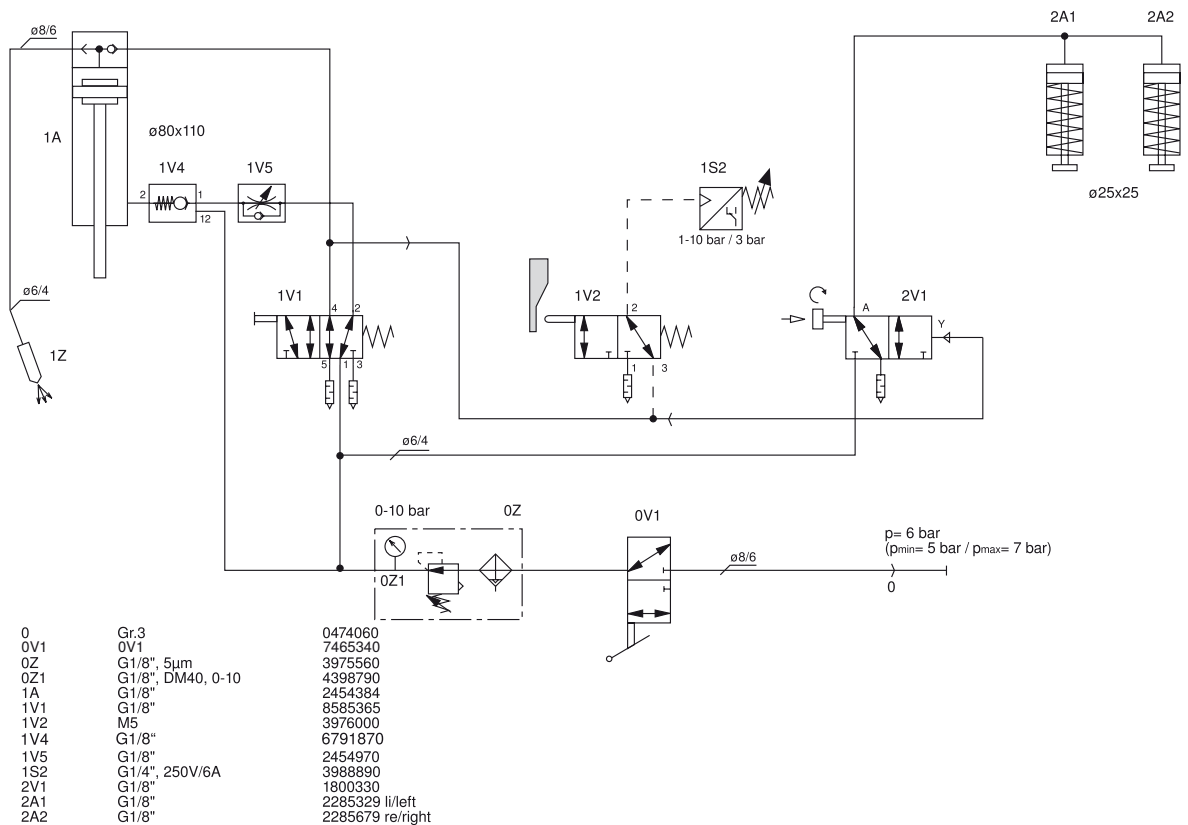 2A1 2A2
ø8/6
1A
ø80x110
1V4 1V5
2 1
12
1S2
1-10 bar / 3 bar
ø25x25
ø6/4
1Z
1V1
4 2
5 1 3
1V2
2
1 3
A 2V1
Y
ø6/4
0-10 bar 0Z
0Z1
0V1
ø8/6
p= 6 bar
(pmin= 5 bar / pmax= 7 bar)
0
0 Gr.3 0474060
0V1 0V1 7465340
0Z G1/8", 5µm 3975560
0Z1 G1/8", DM40, 0-10 4398790
1A G1/8" 2454384
1V1 G1/8" 8585365
1V2 M5 3976000
1V4 G1/8“ 6791870
1V5 G1/8" 2454970
1S2 G1/4", 250V/6A 3988890
2V1 G1/8" 1800330
2A1 G1/8" 2285329 li/left
2A2 G1/8" 2285679 re/right